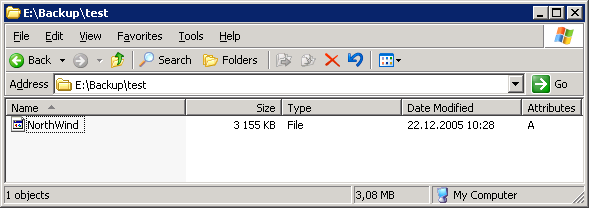 E:\Backup\test
File Edit View Favorites Tools Help
Back Search Folders
Address E:\Backup\test Go
Name Size Type Date Modified Attributes
NorthWind 3 155 KB File 22.12.2005 10:28 A
1 objects 3,08 MB My Computer